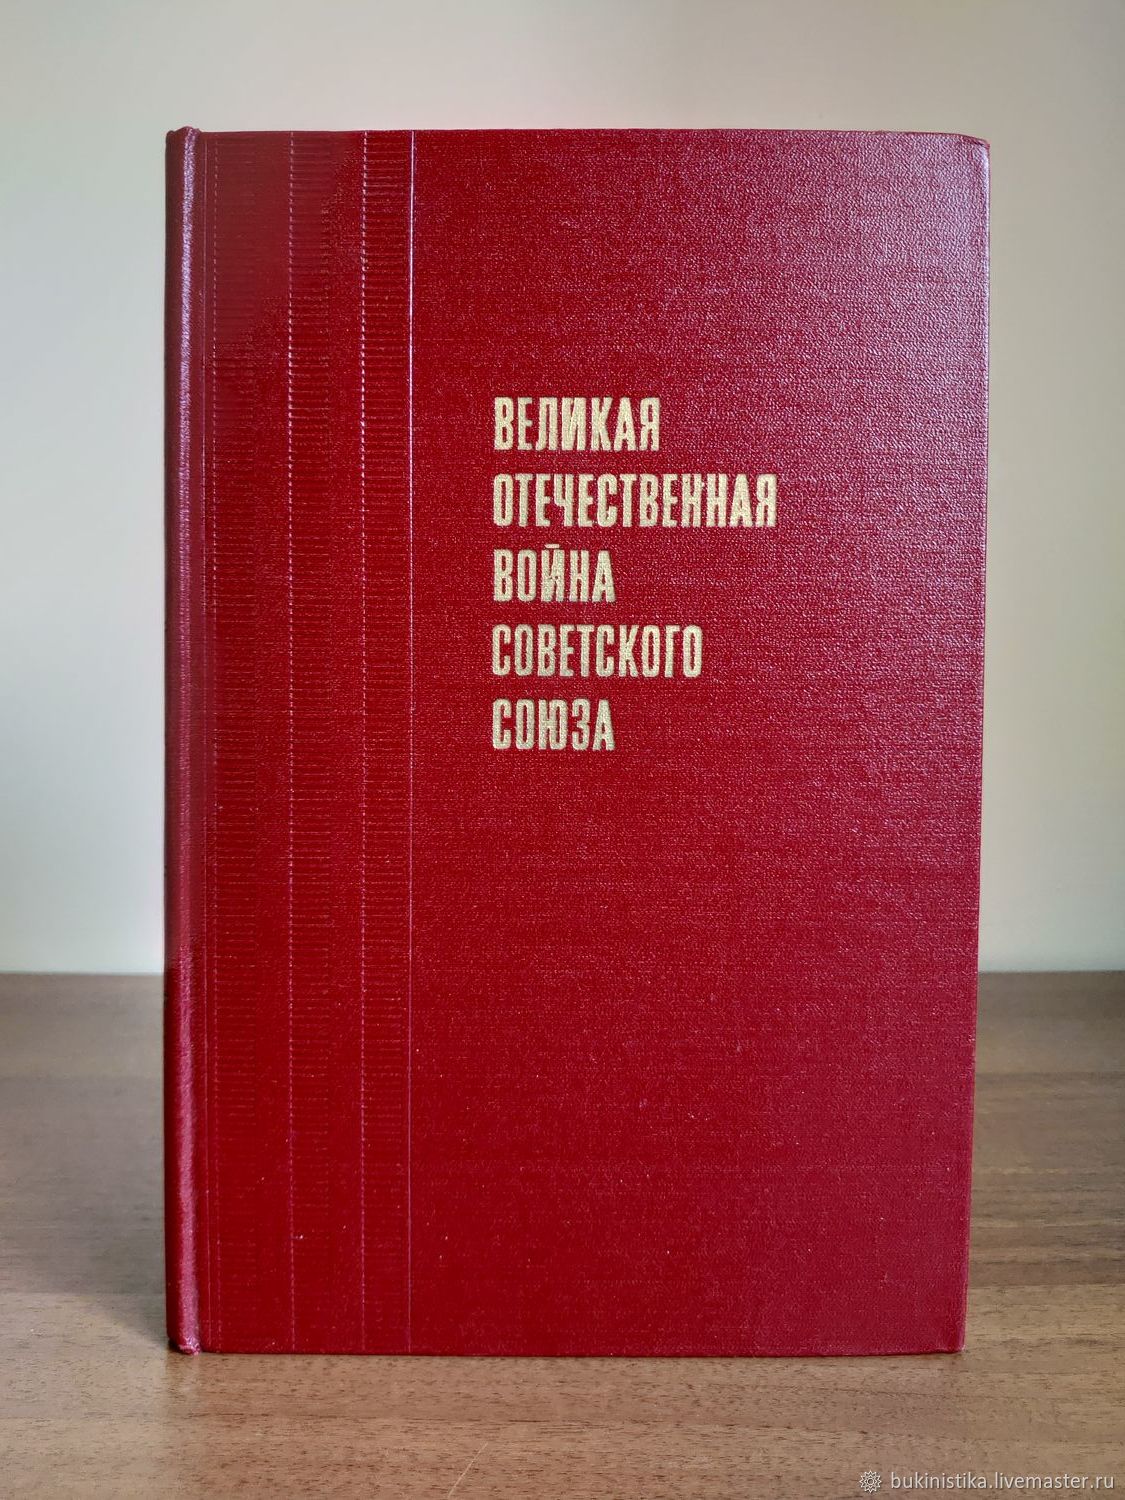 ВЕЛИКАЯ
ОТЕЧЕСТВЕННАЯ
ВОЙНА
СОВЕТСКОГО
СОЮЗА
bukinistika.livemaster.ru